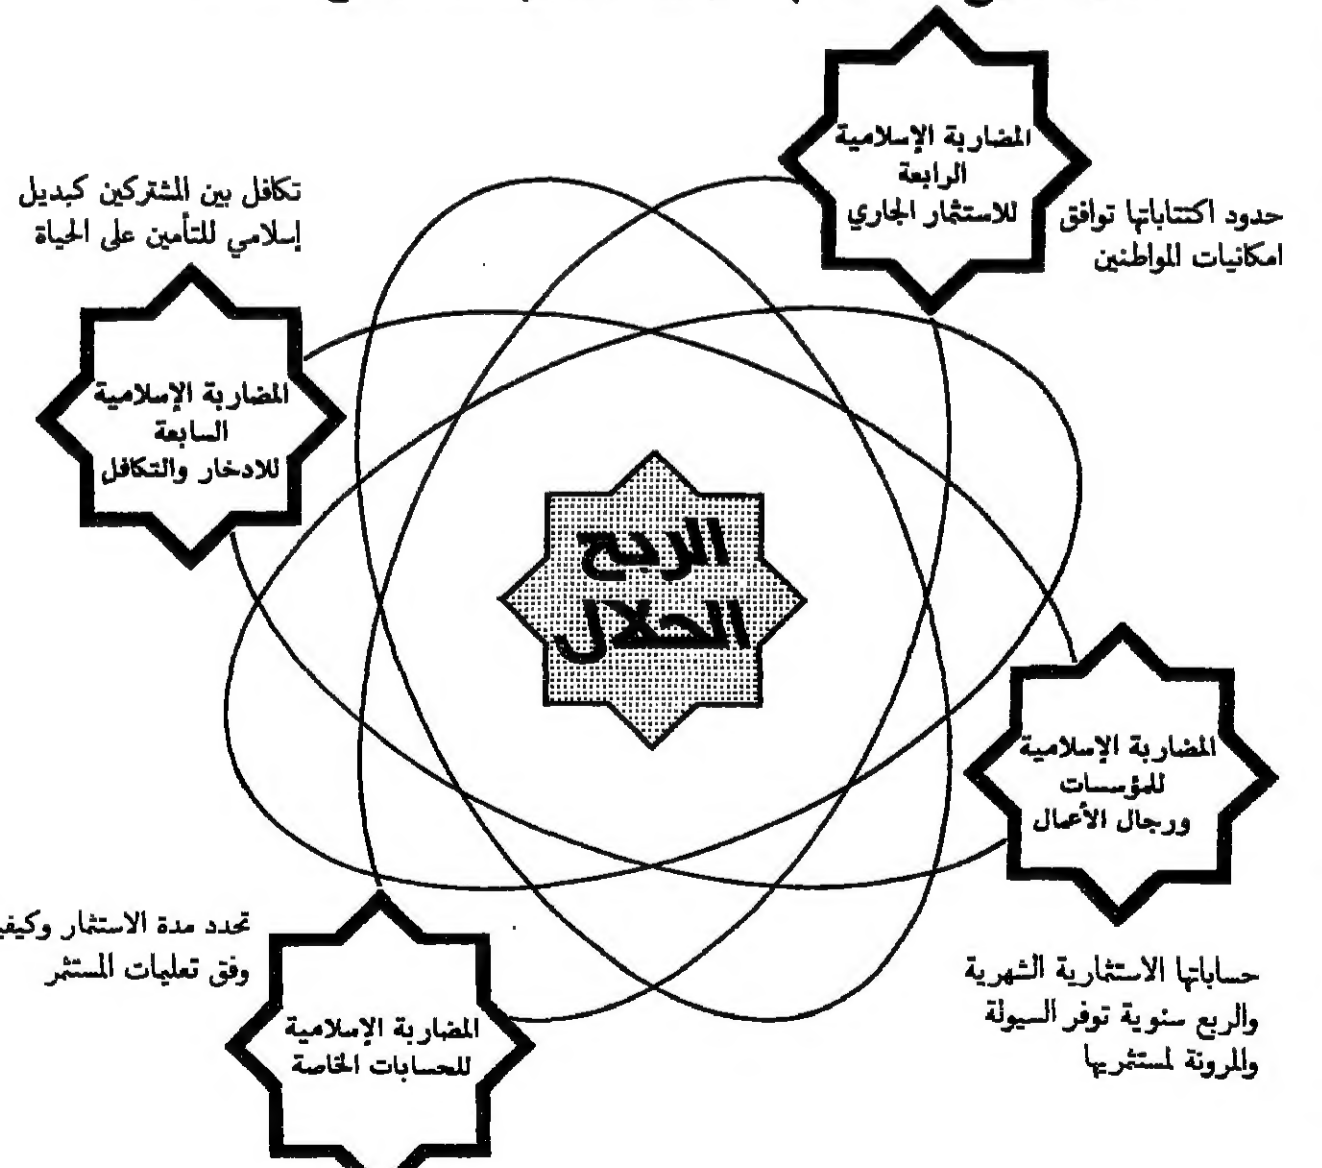 المضاربة الإسلامية
الرابعة
للاستثمار الجاري
حدود اكتتاباتها توافق
امكانيات المواطنين
تكافل بين المشتركين كبديل
إسلامي للتأمين على الحياة
المضاربة الإسلامية
السابعة
للادخار والتكافل
الربح
الحلال
المضاربة الإسلامية
للمؤسسات
ورجال الأعمال
حساباتها الاستثمارية الشهرية
والربع سنوية توفر السيولة
والمرونة لمستثمريها
تحدد مدة الاستثمار
وفق تعليمات المستثمر
المضاربة الإسلامية
للحسابات الخاصة